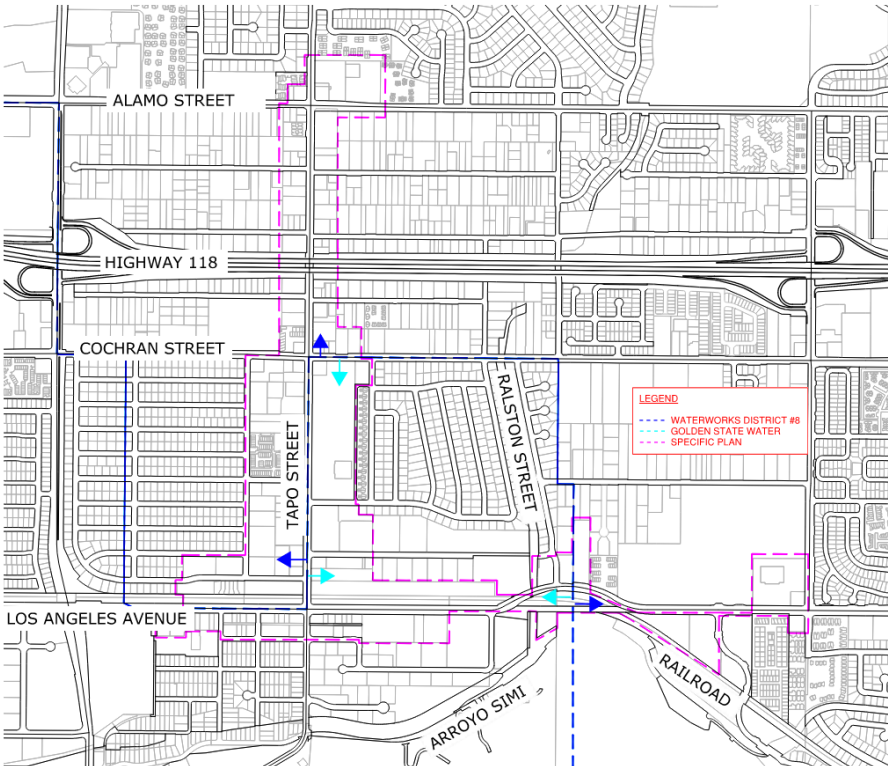 ALAMO STREET
HIGHWAY 118
COCHRAN STREET
LEGEND
WATERWORKS DISTRICT #8
GOLDEN STATE WATER
SPECIFIC PLAN
RALSTON STREET
TAPO STREET
LOS ANGELES AVENUE
RAILROAD
ARROYO SIMI